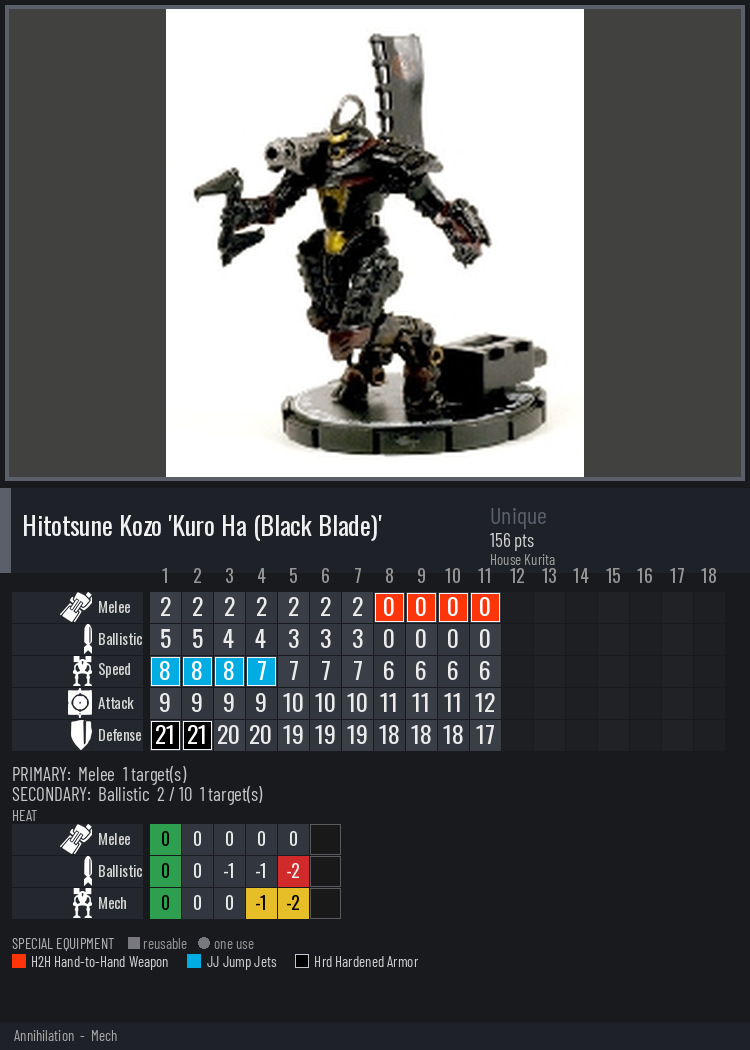 Hitotsune Kozo 'Kuro Ha (Black Blade)'
Unique
156 pts
House Kurita
1 2 3 4 5 6 7 8 9 10 11 12 13 14 15 16 17 18
Melee 2 2 2 2 2 2 2 0 0 0 0
Ballistic 5 5 4 4 3 3 3 0 0 0 0
Speed 8 8 8 7 7 7 7 6 6 6 6
Attack 9 9 9 9 10 10 10 11 11 11 12
Defense 21 21 20 20 19 19 19 18 18 18 17
PRIMARY: Melee 1 target(s)
SECONDARY: Ballistic 2 / 10 1 target(s)
HEAT
Melee 0 0 0 0 0
Ballistic 0 0 -1 -1 -2
Mech 0 0 0 -1 -2
SPECIAL EQUIPMENT reusable one use
H2H Hand-to-Hand Weapon JJ Jump Jets Hrd Hardened Armor
Annihilation - Mech